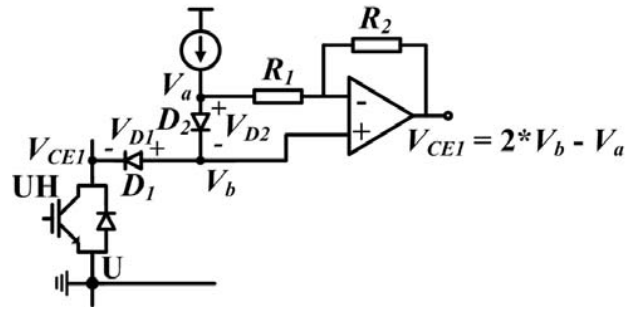 R2
R1
Va
+
D2
VD2
-
-
+
VCE1 = 2*Vb - Va
VCE1
-
VD1
+
D1
Vb
UH
U